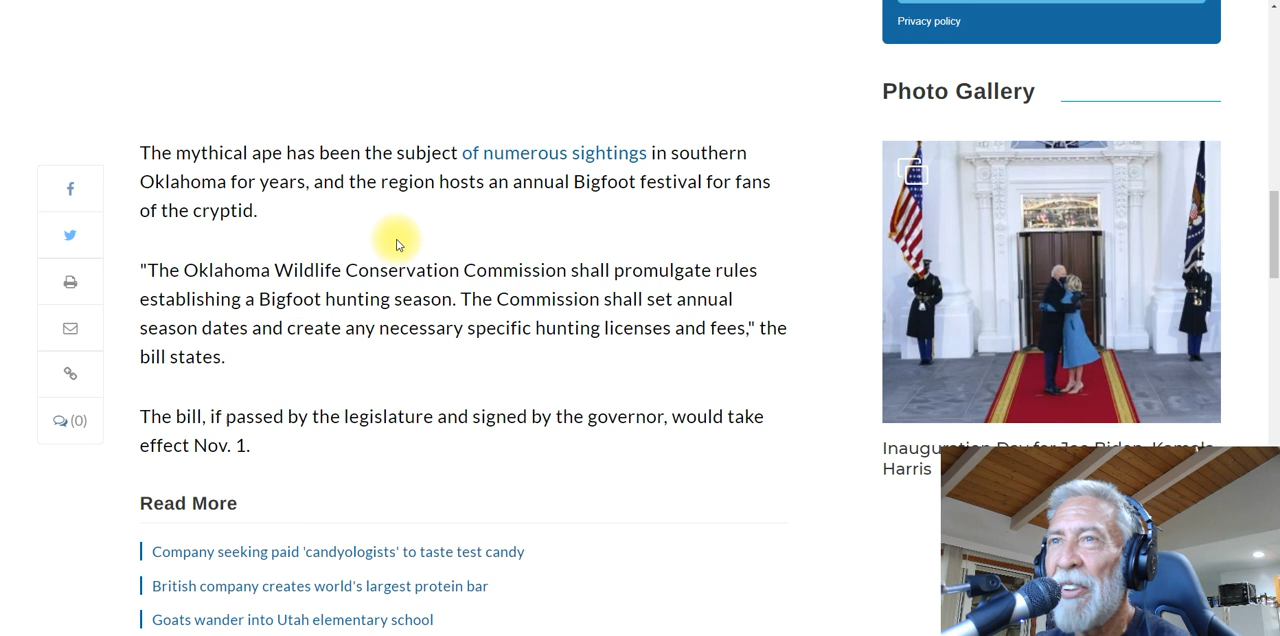 Privacy policy
Photo Gallery
The mythical ape has been the subject of numerous sightings in southern
Oklahoma for years, and the region hosts an annual Bigfoot festival for fans
of the cryptid.
"The Oklahoma Wildlife Conservation Commission shall promulgate rules
establishing a Bigfoot hunting season. The Commission shall set annual
season dates and create any necessary specific hunting licenses and fees," the
bill states.
The bill, if passed by the legislature and signed by the governor, would take
effect Nov. 1.
(0)
Read More
Company seeking paid 'candyologists' to taste test candy
British company creates world's largest protein bar
Goats wander into Utah elementary school
Inauguration Day for Joe Biden, Kamala
Harris